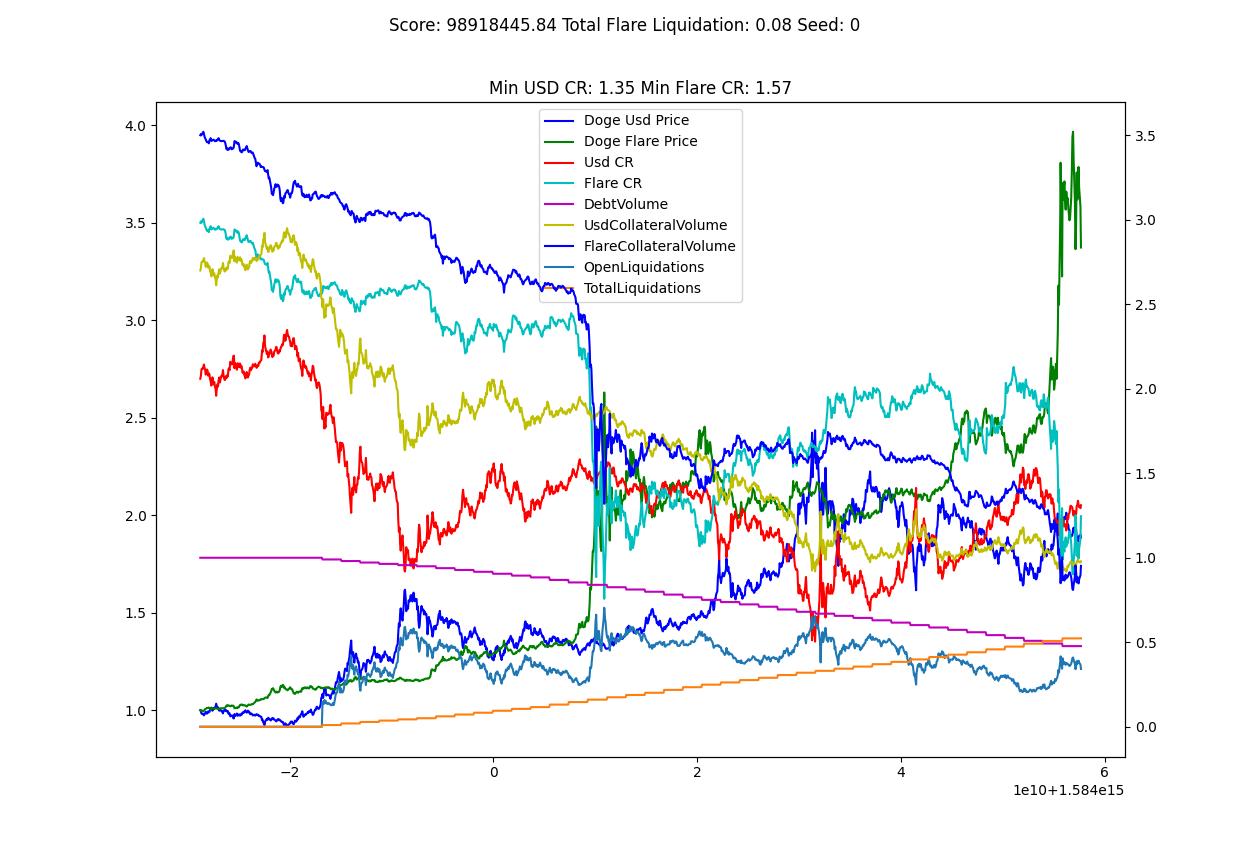 Score: 98918445.84 Total Flare Liquidation: 0.08 Seed: 0
Min USD CR: 1.35 Min Flare CR: 1.57
Doge Usd Price
Doge Flare Price
Usd CR
Flare CR
DebtVolume
UsdCollateralVolume
FlareCollateralVolume
OpenLiquidations
TotalLiquidations
4.0
3.5
3.0
2.5
2.0
1.5
1.0
3.5
3.0
2.5
2.0
1.5
1.0
0.5
0.0
−2 0 2 4 6
1e10+1.584e15